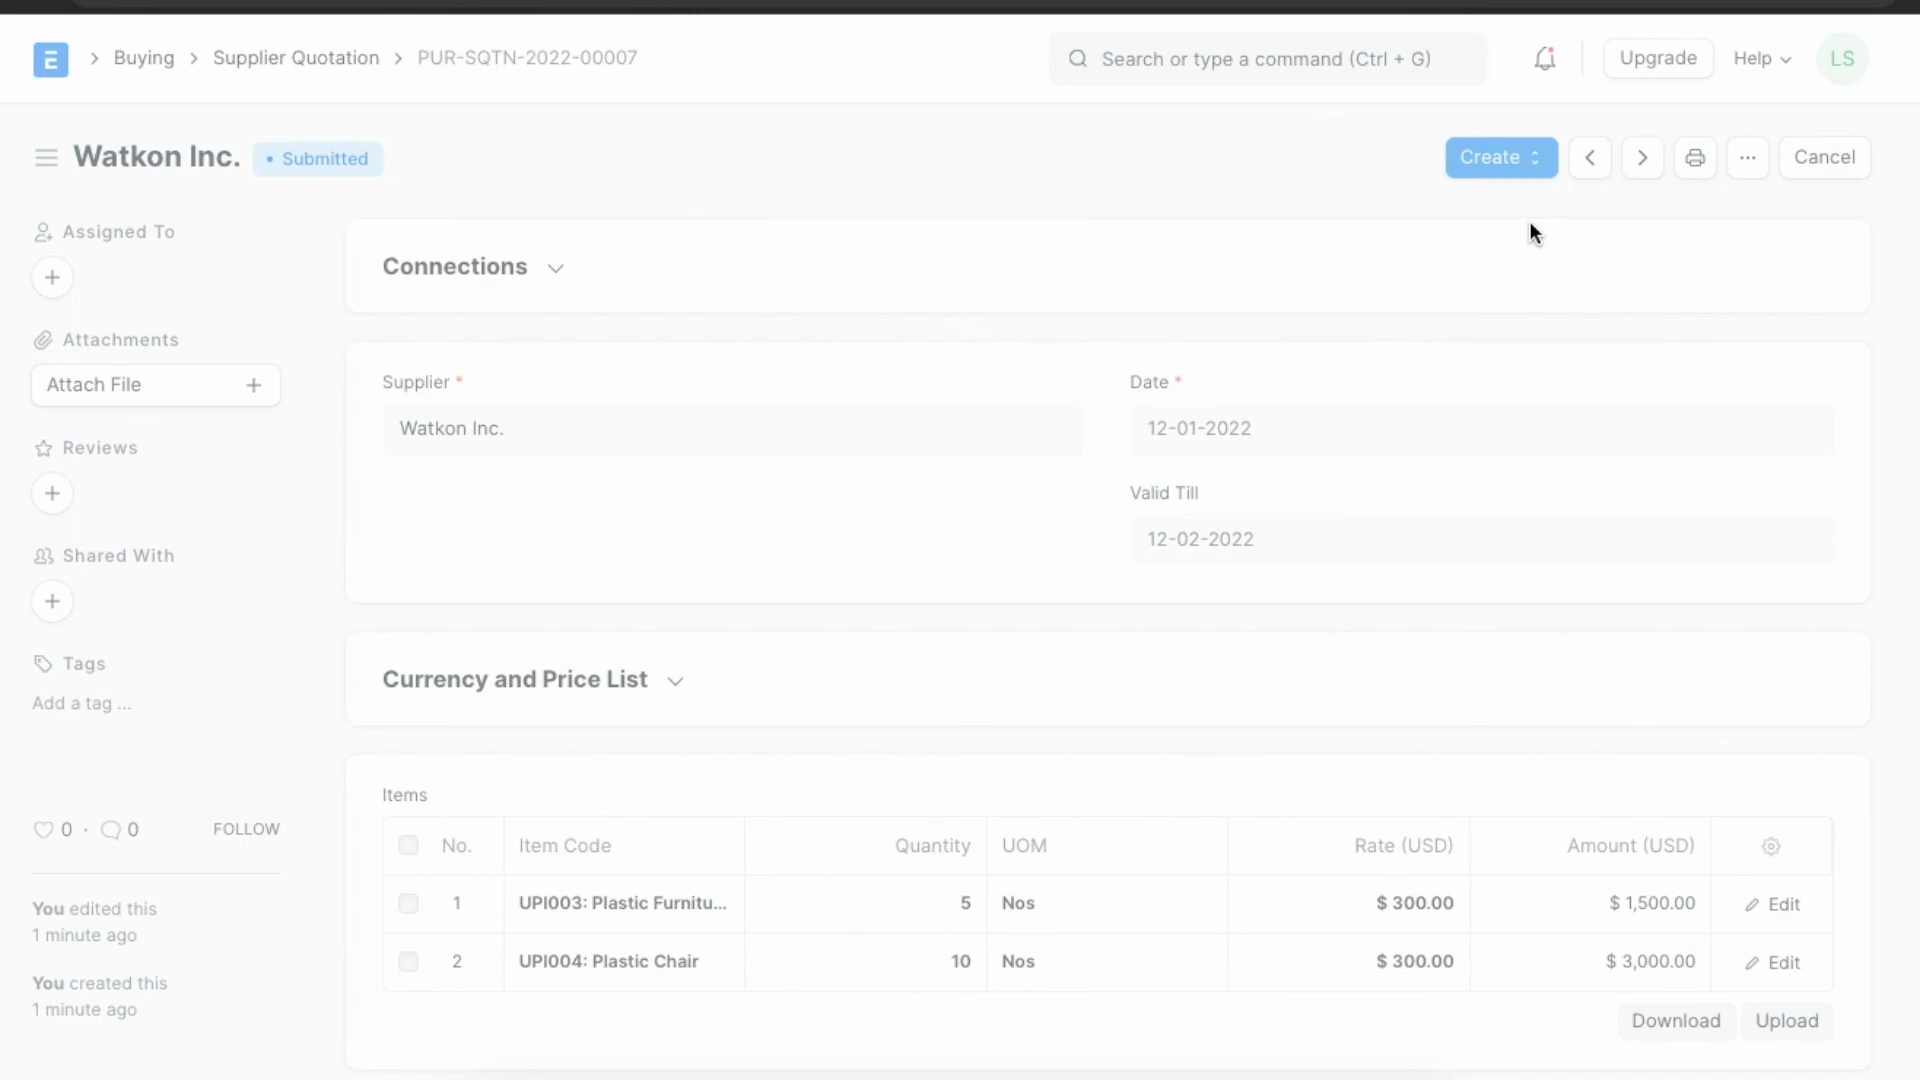 E
Buying
Supplier Quotation
PUR-SQTN-2022-00007
Search or type a command (Ctrl + G)
Upgrade
Help
LS
Watkon Inc.
Submitted
Create
Cancel
Assigned To
Attachments
Attach File
Reviews
Shared With
Tags
Add a tag ...
0 · 0
FOLLOW
You edited this
1 minute ago
You created this
1 minute ago
Connections
Supplier *
Watkon Inc.
Date *
12-01-2022
Valid Till
12-02-2022
Currency and Price List
Items
No. Item Code Quantity UOM Rate (USD) Amount (USD)
1 UPI003: Plastic Furnitu... 5 Nos $ 300.00 $ 1,500.00 Edit
2 UPI004: Plastic Chair 10 Nos $ 300.00 $ 3,000.00 Edit
Download Upload